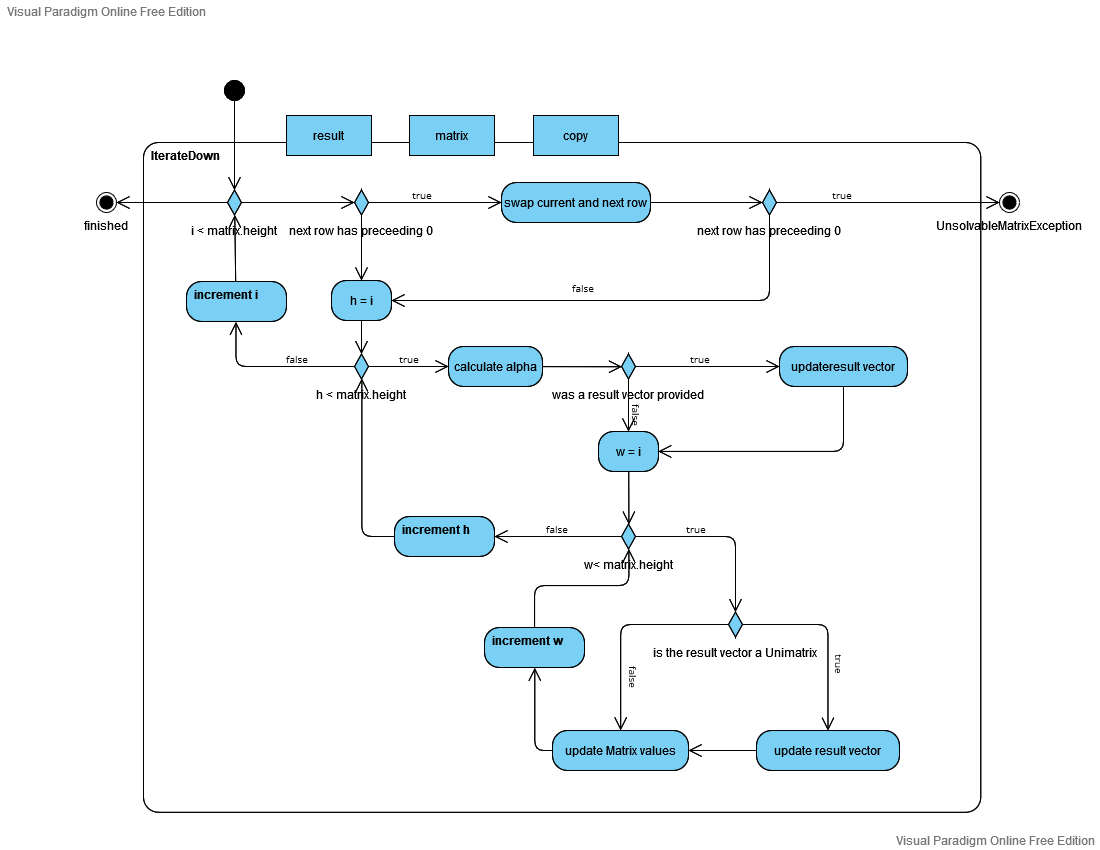 Visual Paradigm Online Free Edition
result
matrix
copy
IterateDown
true
swap current and next row
true
finished
i < matrix.height
next row has preceeding 0
next row has preceeding 0
UnsolvableMatrixException
increment i
h = i
false
false
true
calculate alpha
true
updateresult vector
h < matrix.height
was a result vector provided
false
w = i
increment h
false
true
w< matrix.height
increment w
is the result vector a Unimatrix
false
true
update Matrix values
update result vector
Visual Paradigm Online Free Edition